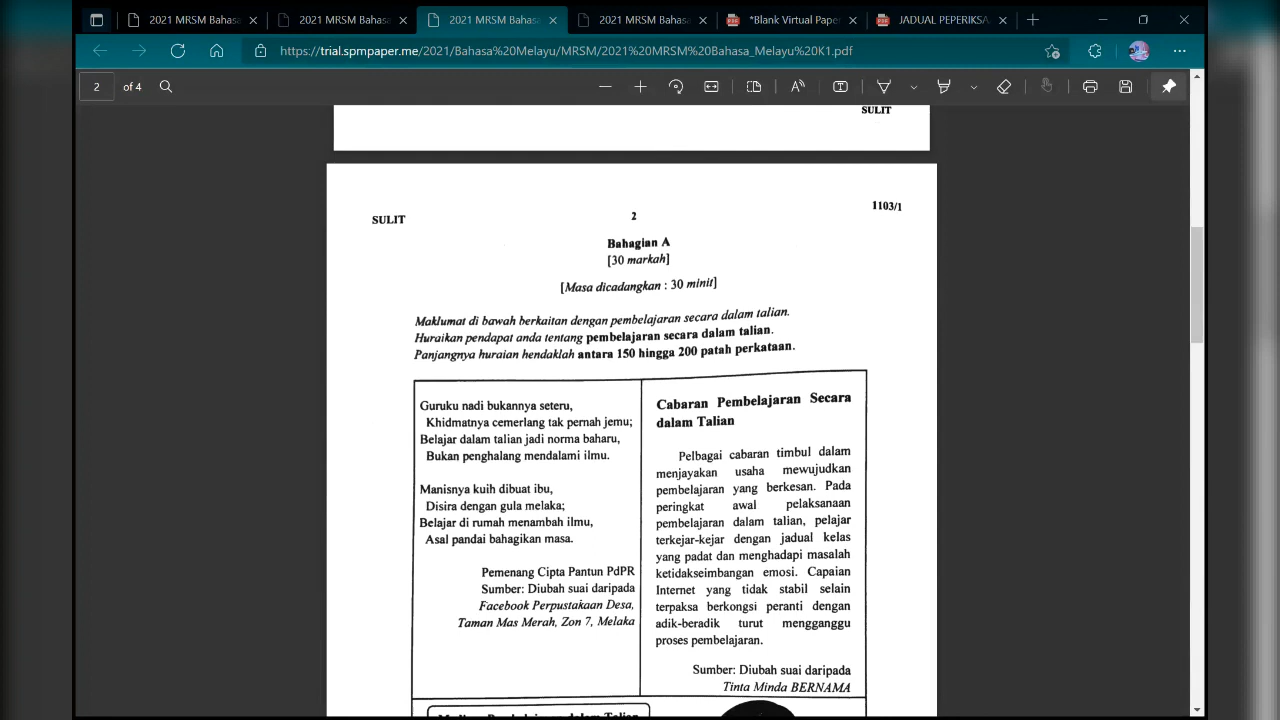 2021 MRSM Bahasa
2021 MRSM Bahasa
2021 MRSM Bahasa
2021 MRSM Bahasa
*Blank Virtual Pape
JADUAL PEPERIKSA
https://trial.spmpaper.me/2021/Bahasa%20Melayu/MRSM/2021%20MRSM%20Bahasa_Melayu%20K1.pdf
2 of 4
SULIT
SULIT 2 1103/1
Bahagian A
[30 markah]
[Masa dicadangkan : 30 minit]
Maklumat di bawah berkaitan dengan pembelajaran secara dalam talian.
Huraikan pendapat anda tentang pembelajaran secara dalam talian.
Panjangnya huraian hendaklah antara 150 hingga 200 patah perkataan.
Guruku nadi bukannya seteru,
Khidmatnya cemerlang tak pernah jemu;
Belajar dalam talian jadi norma baharu,
Bukan penghalang mendalami ilmu.
Manisnya kuih dibuat ibu,
Disira dengan gula melaka;
Belajar di rumah menambah ilmu,
Asal pandai bahagikan masa.
Pemenang Cipta Pantun PdPR
Sumber: Diubah suai daripada
Facebook Perpustakaan Desa,
Taman Mas Merah, Zon 7, Melaka
Cabaran Pembelajaran Secara
dalam Talian
Pelbagai cabaran timbul dalam
menjayakan usaha mewujudkan
pembelajaran yang berkesan. Pada
peringkat awal pelaksanaan
pembelajaran dalam talian, pelajar
terkejar-kejar dengan jadual kelas
yang padat dan menghadapi masalah
ketidakseimbangan emosi. Capaian
Internet yang tidak stabil selain
terpaksa berkongsi peranti dengan
adik-beradik turut mengganggu
proses pembelajaran.
Sumber: Diubah suai daripada
Tinta Minda BERNAMA